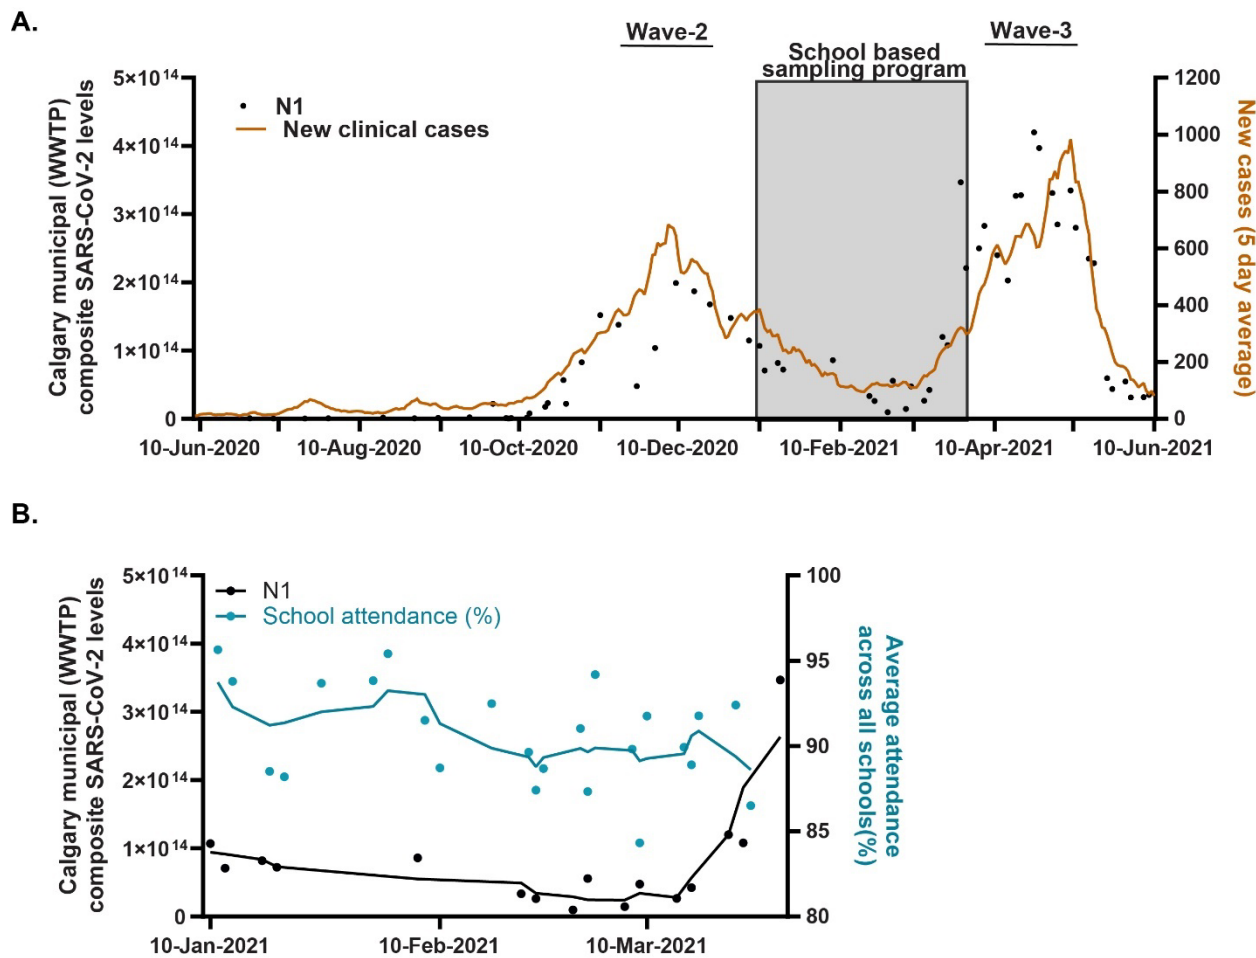 A.
Wave-2
Wave-3
School based
sampling program
Calgary municipal (WWTP)
composite SARS-CoV-2 levels
5×10¹⁴
4×10¹⁴
3×10¹⁴
2×10¹⁴
1×10¹⁴
0
N1
New clinical cases
1200
1000
800
600
400
200
0
New cases (5 day average)
10-Jun-2020
10-Aug-2020
10-Oct-2020
10-Dec-2020
10-Feb-2021
10-Apr-2021
10-Jun-2021
B.
Calgary municipal (WWTP)
composite SARS-CoV-2 levels
5×10¹⁴
4×10¹⁴
3×10¹⁴
2×10¹⁴
1×10¹⁴
0
N1
School attendance (%)
100
95
90
85
80
Average attendance
across all schools(%)
10-Jan-2021
10-Feb-2021
10-Mar-2021